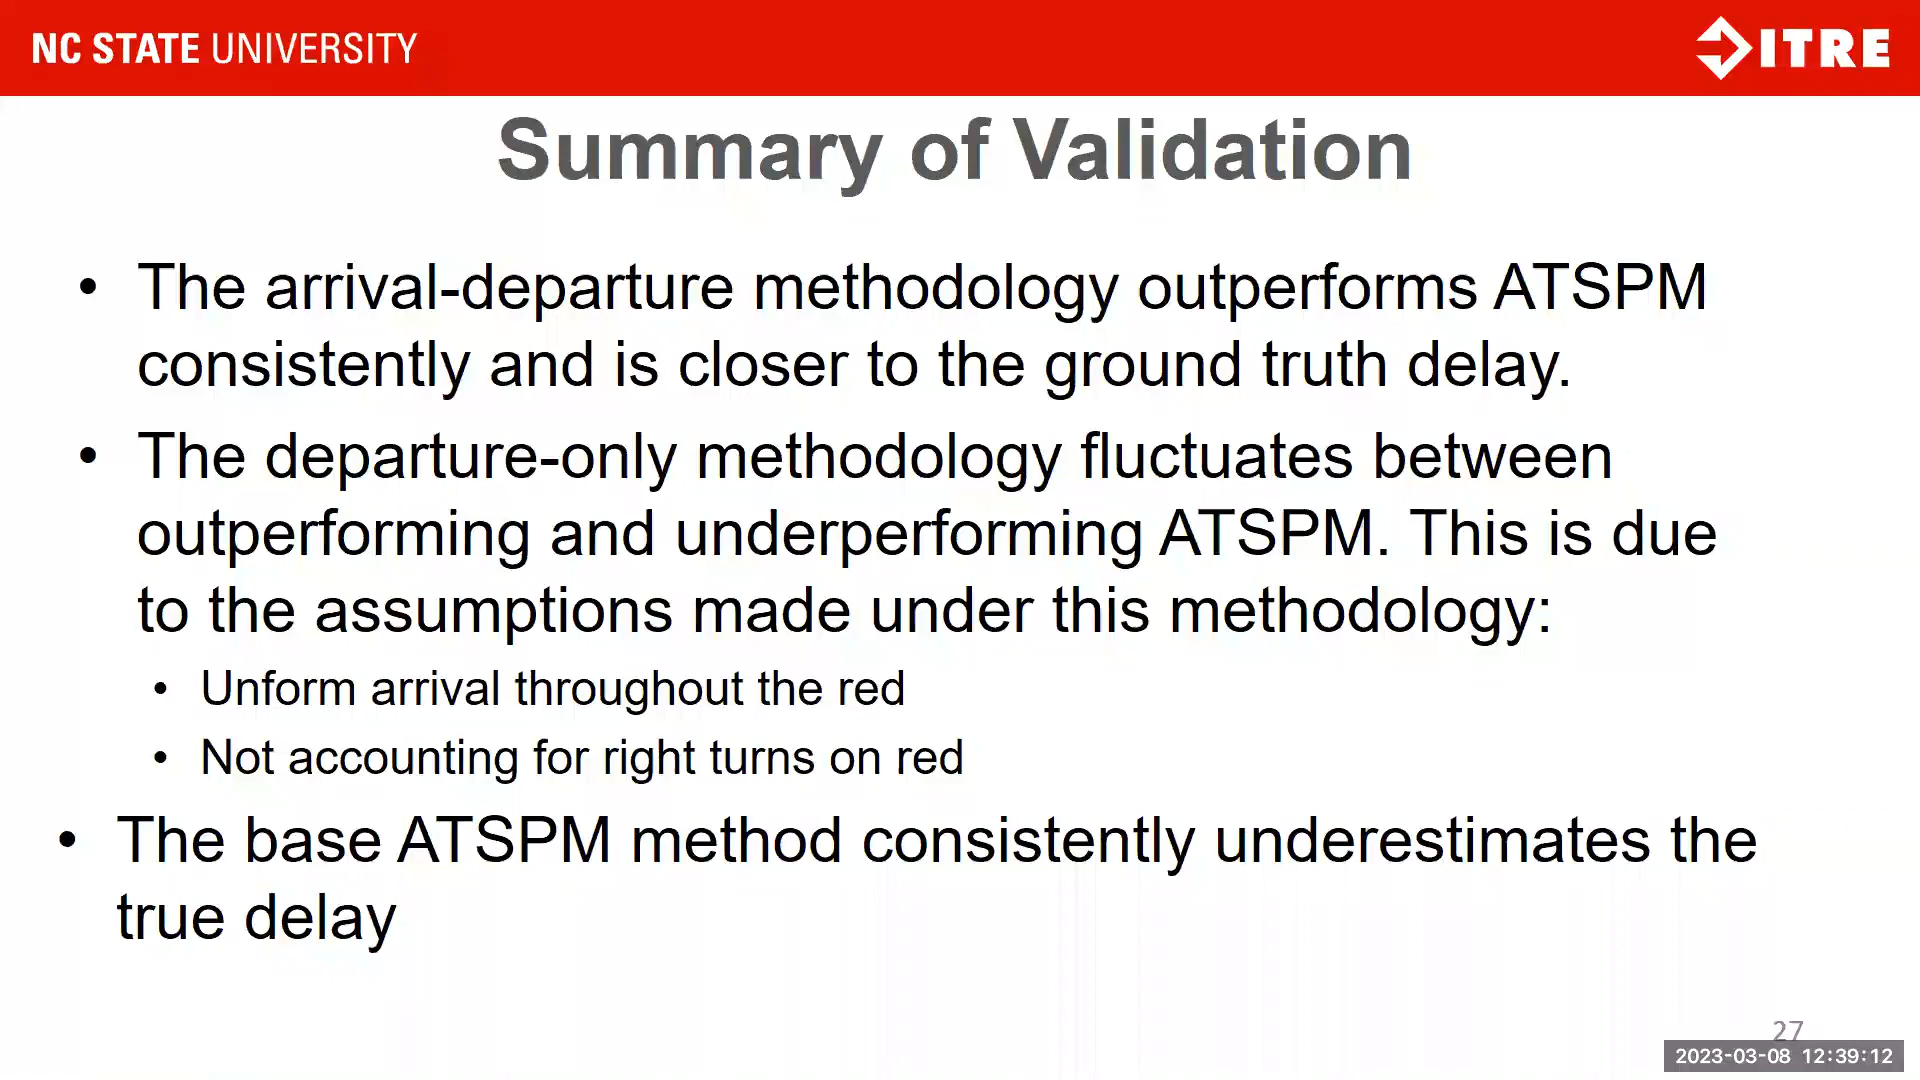 NC STATE UNIVERSITY
ITRE
Summary of Validation
• The arrival-departure methodology outperforms ATSPM
consistently and is closer to the ground truth delay.
• The departure-only methodology fluctuates between
outperforming and underperforming ATSPM. This is due
to the assumptions made under this methodology:
• Unform arrival throughout the red
• Not accounting for right turns on red
• The base ATSPM method consistently underestimates the
true delay
27
2023-03-08 12:39:12